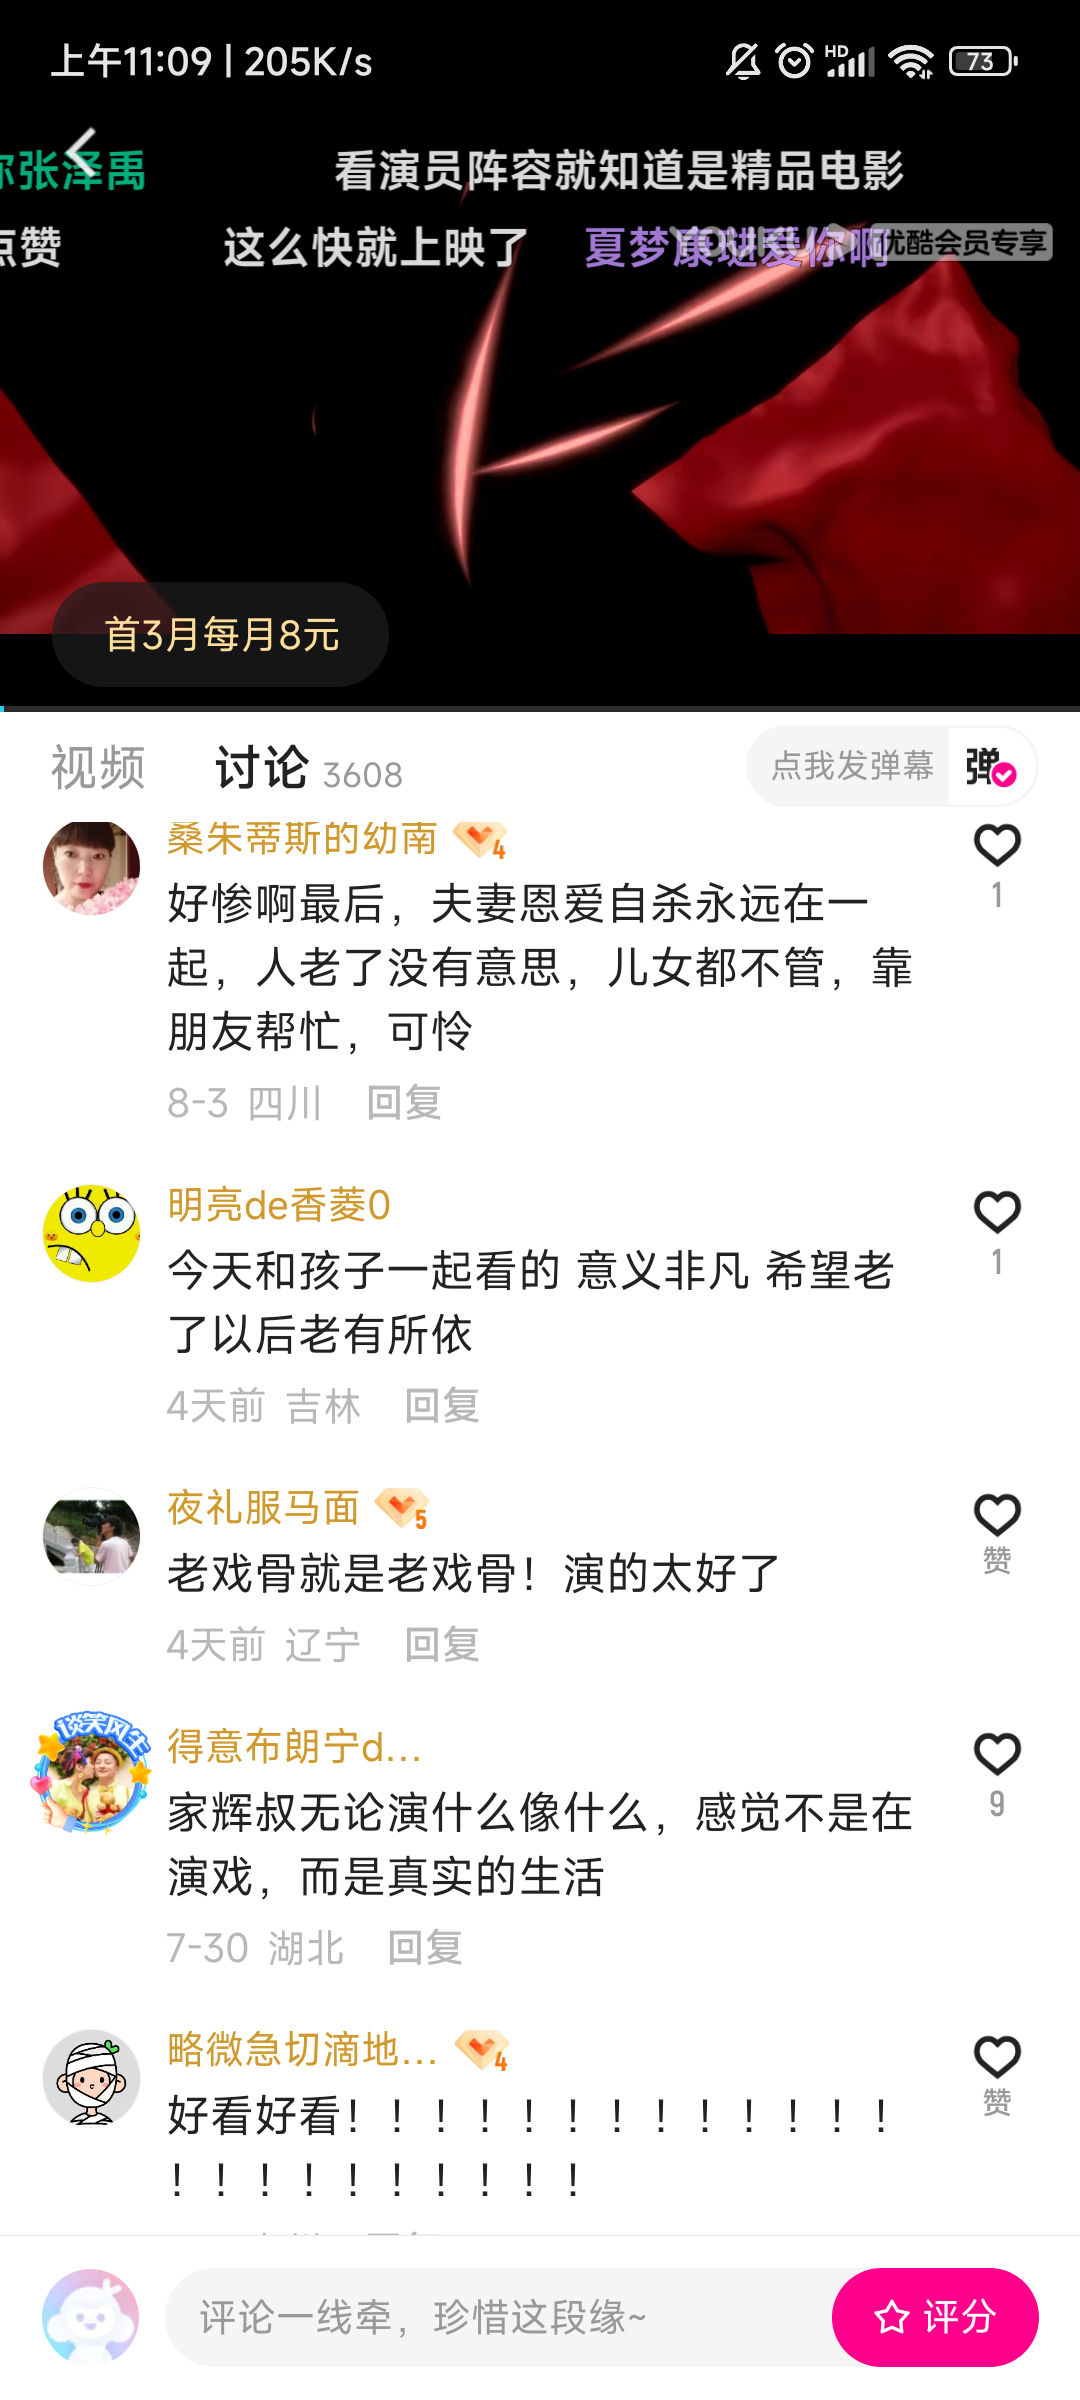 上午11:09 | 205K/s
HD
73
你张泽禹
看演员阵容就知道是精品电影
点赞
这么快就上映了
夏梦康琎爱你啊
优酷会员专享
首3月每月8元
视频
讨论 3608
点我发弹幕
弹
桑朱蒂斯的幼南
4
好惨啊最后，夫妻恩爱自杀永远在一
起，人老了没有意思，儿女都不管，靠
朋友帮忙，可怜
1
8-3 四川 回复
明亮de香菱0
今天和孩子一起看的 意义非凡 希望老
了以后老有所依
1
4天前 吉林 回复
夜礼服马面
5
老戏骨就是老戏骨！演的太好了
赞
4天前 辽宁 回复
谈笑风生
得意布朗宁d...
家辉叔无论演什么像什么，感觉不是在
演戏，而是真实的生活
9
7-30 湖北 回复
略微急切滴地...
4
好看好看！！！！！！！！！！！！！
！！！！！！！！！！
赞
评论一线牵，珍惜这段缘~
评分